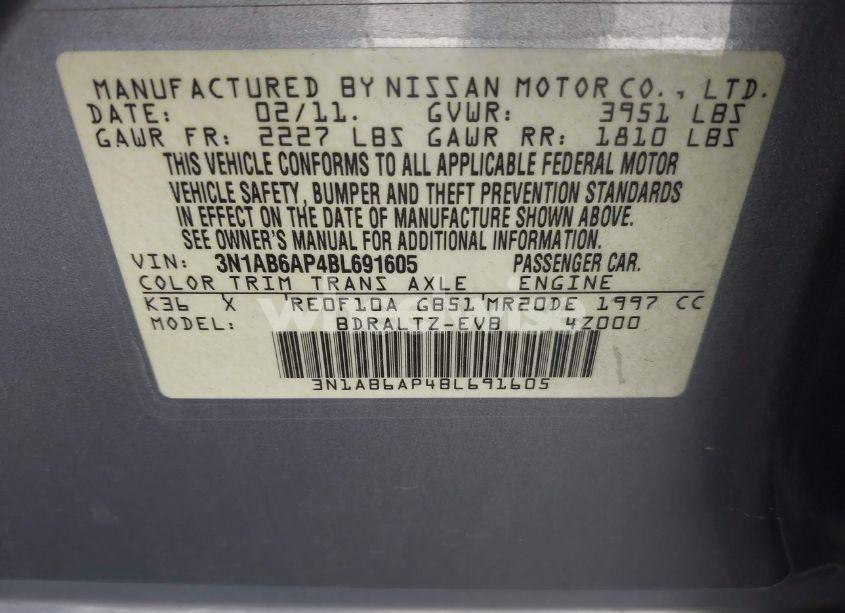 MANUFACTURED BY NISSAN MOTOR CO., LTD.
DATE: 02/11. GVWR: 3951 LBS
GAWR FR: 2227 LBS GAWR RR: 1810 LBS
THIS VEHICLE CONFORMS TO ALL APPLICABLE FEDERAL MOTOR
VEHICLE SAFETY, BUMPER AND THEFT PREVENTION STANDARDS
IN EFFECT ON THE DATE OF MANUFACTURE SHOWN ABOVE.
SEE OWNER'S MANUAL FOR ADDITIONAL INFORMATION.
VIN: 3N1AB6AP4BL691605 PASSENGER CAR.
COLOR TRIM TRANS AXLE ENGINE
K36 X RE0F10A GB51 MR20DE 1997 CC
MODEL: BDRALTZ-EVB 4Z000
3N1AB6AP4BL691605